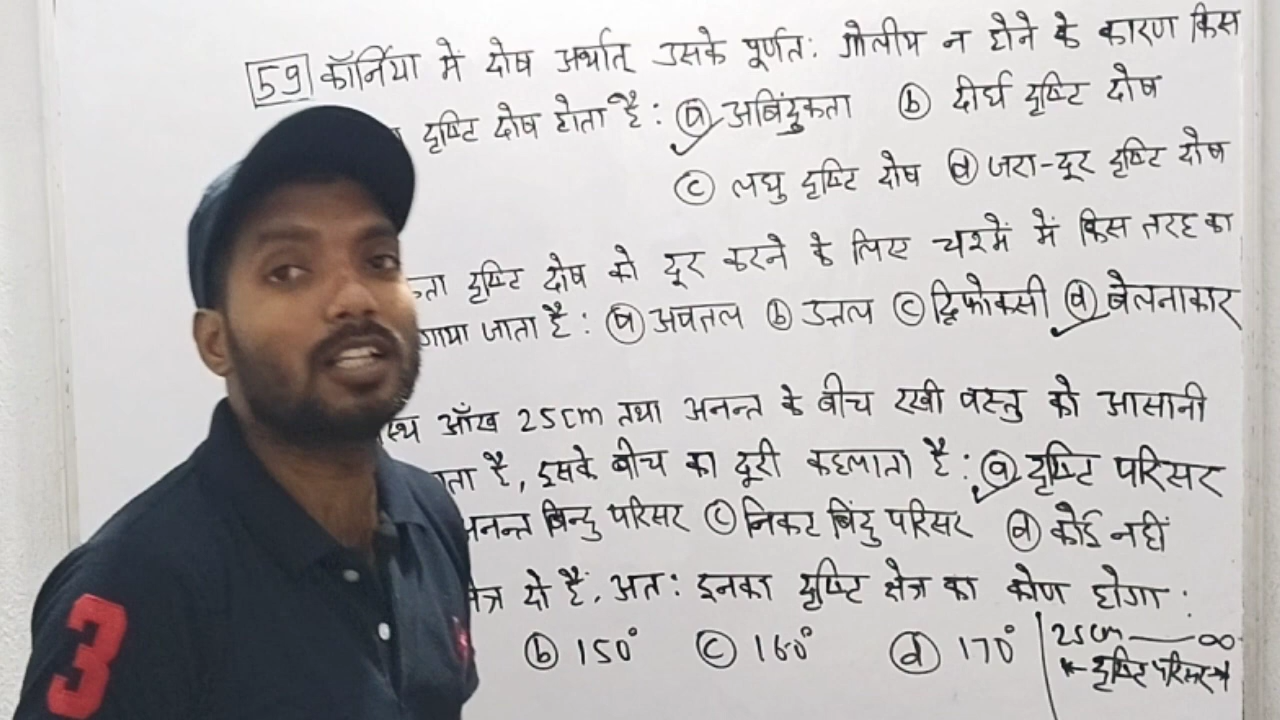 59 कॉर्निया में दोष अर्थात् उसके पूर्णत: गोलीय न होने के कारण किस
दृष्टि दोष होता है : (a) अबिंदुकता (b) दीर्घ दृष्टि दोष
(c) लघु दृष्टि दोष (d) जरा-दूर दृष्टि दोष
दृष्टि दोष को दूर करने के लिए चश्में में किस तरह का
जाता है : (a) अवतल (b) उत्तल (c) द्विफोकसी (d) बेलनाकार
आँख 25cm तथा अनन्त के बीच रखी वस्तु को आसानी
है, इसके बीच का दूरी कहलाता है : (a) दृष्टि परिसर
अनन्त बिन्दु परिसर (c) निकट बिंदु परिसर (d) कोई नहीं
दो हैं, अत: इनका दृष्टि क्षेत्र का कोण होगा :
(b) 150° (c) 160° (d) 170°
25cm — ∞
दृष्टि परिसर
3